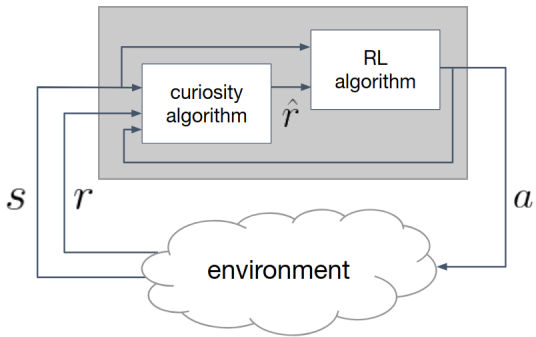 RL
algorithm
curiosity
algorithm
r̂
s
r
a
environment